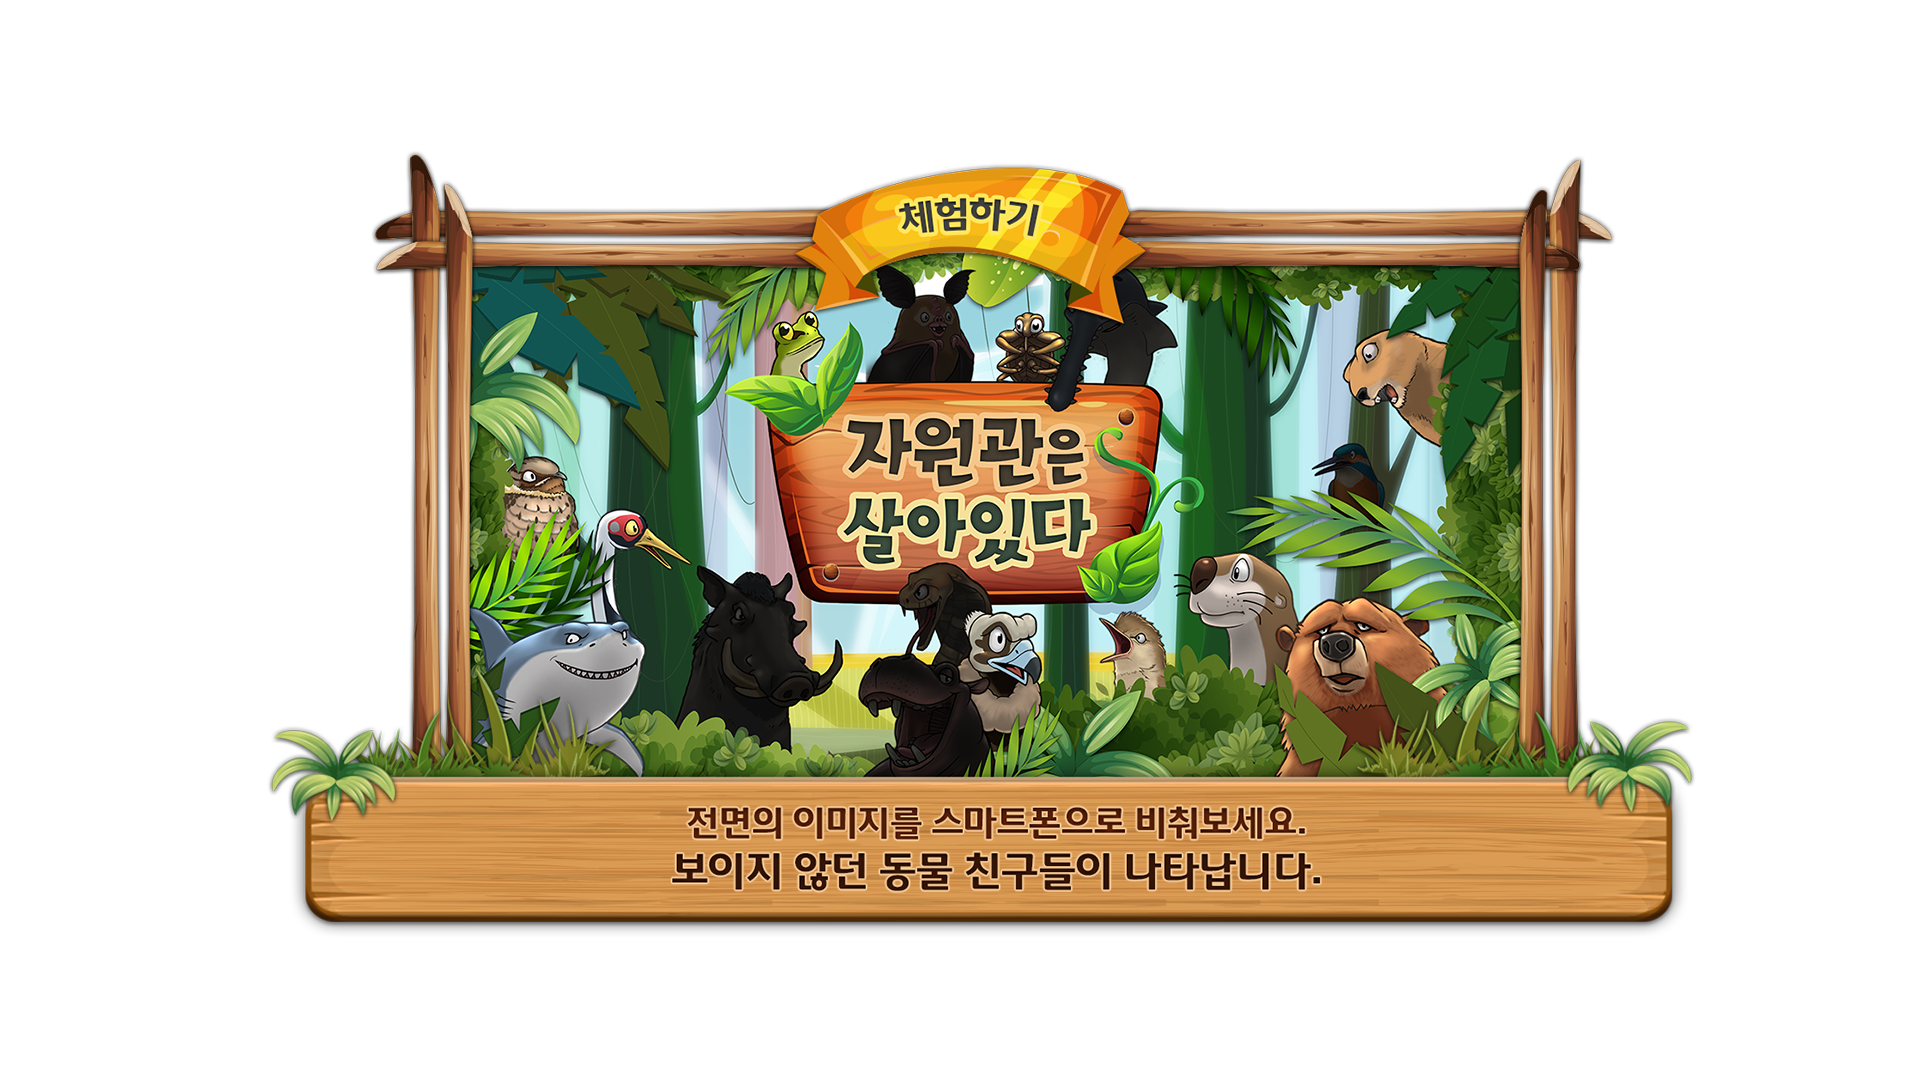 체험하기
자원관은
살아있다
전면의 이미지를 스마트폰으로 비춰보세요.
보이지 않던 동물 친구들이 나타납니다.